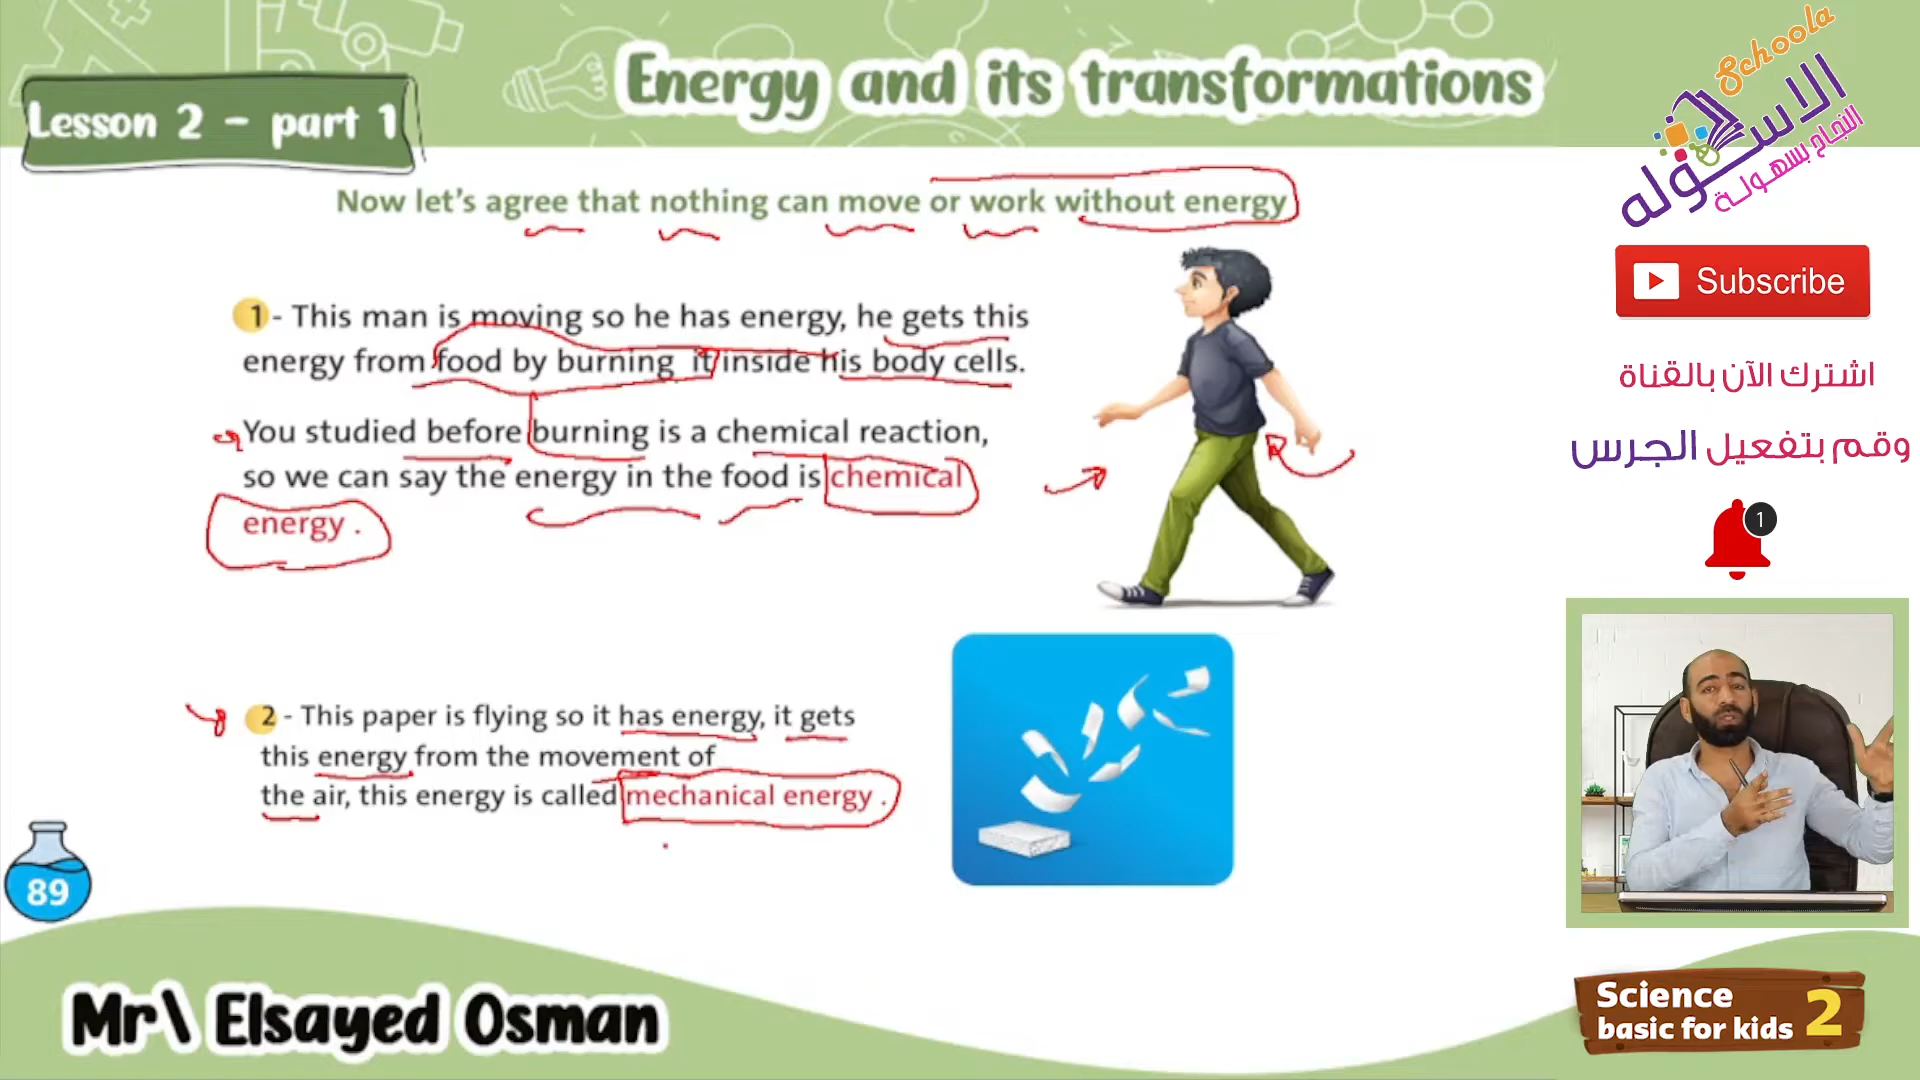 Energy and its transformations
Lesson 2 - part 1
Schoola
الاسكوله
النجاح بسهولة
Now let's agree that nothing can move or work without energy
1 - This man is moving so he has energy, he gets this
energy from food by burning it inside his body cells.
You studied before burning is a chemical reaction,
so we can say the energy in the food is chemical
energy .
2 - This paper is flying so it has energy, it gets
this energy from the movement of
the air, this energy is called mechanical energy .
Subscribe
اشترك الآن بالقناة
وقم بتفعيل الجرس
1
89
Mr\ Elsayed Osman
Science
basic for kids 2